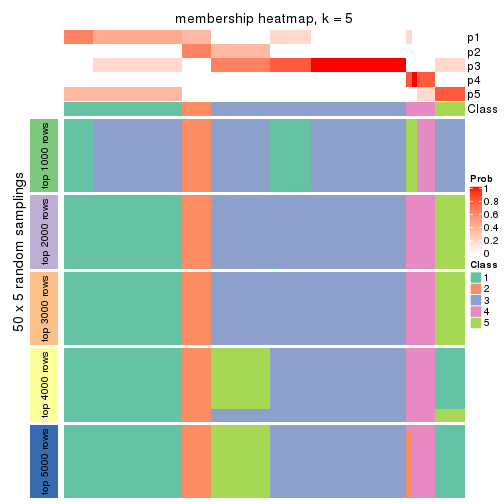 membership heatmap, k = 5
p1
p2
p3
p4
p5
Class
50 x 5 random samplings
top 1000 rows
top 2000 rows
top 3000 rows
top 4000 rows
top 5000 rows
Prob
1
0.8
0.6
0.4
0.2
0
Class
1
2
3
4
5